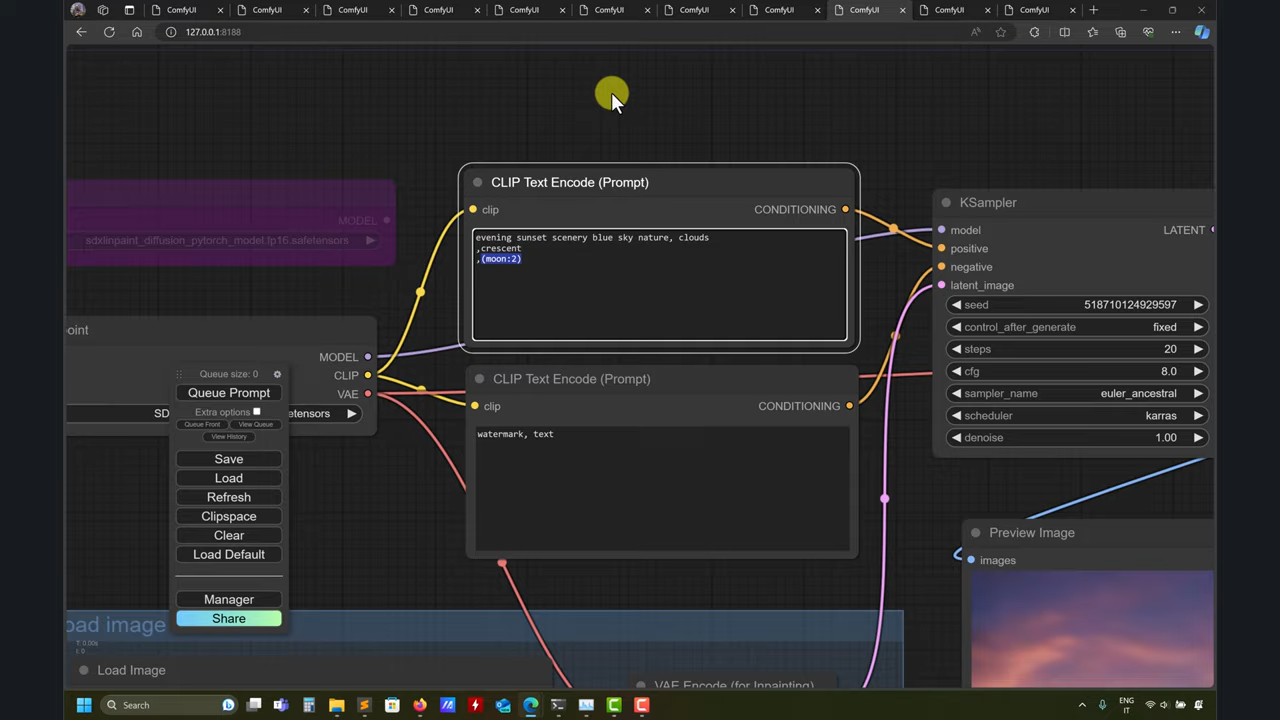 ComfyUI
ComfyUI
ComfyUI
ComfyUI
ComfyUI
ComfyUI
ComfyUI
ComfyUI
ComfyUI
ComfyUI
ComfyUI
127.0.0.1:8188
CLIP Text Encode (Prompt)
clip
CONDITIONING
evening sunset scenery blue sky nature, clouds
,crescent
,(moon:2)
MODEL
sdxlinpaint_diffusion_pytorch_model.fp16.safetensors
KSampler
model
LATENT
positive
negative
latent_image
seed 518710124929597
control_after_generate fixed
steps 20
cfg 8.0
sampler_name euler_ancestral
scheduler karras
denoise 1.00
point
MODEL
CLIP
VAE
SD
etensors
Queue size: 0
Queue Prompt
Extra options
Queue Front
View Queue
View History
Save
Load
Refresh
Clipspace
Clear
Load Default
Manager
Share
CLIP Text Encode (Prompt)
clip
CONDITIONING
watermark, text
Preview Image
images
oad image
T: 0.00s
I: 0
Load Image
VAE Encode (for Inpainting)
Search
ENG
IT